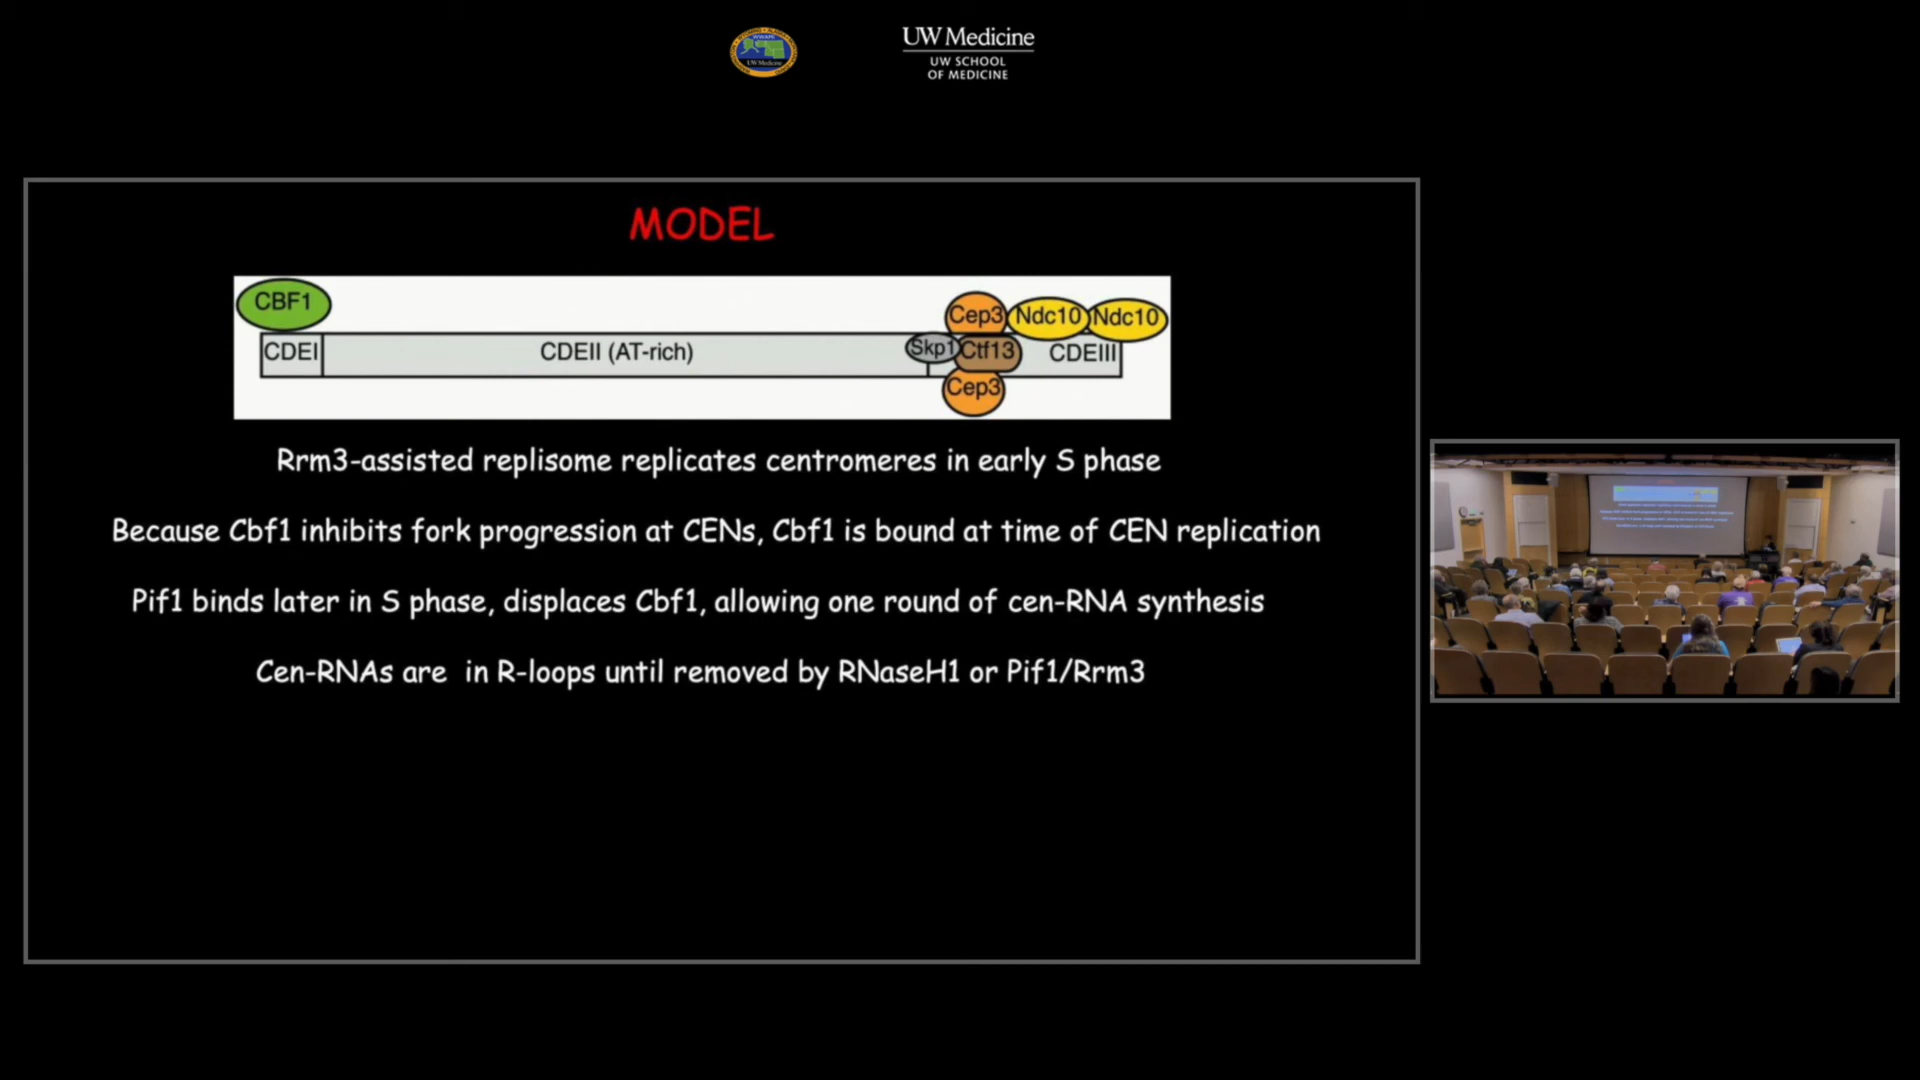 UW Medicine
UW SCHOOL
OF MEDICINE
MODEL
CBF1
Cep3
Ndc10
Ndc10
CDEI
CDEII (AT-rich)
Skp1
Ctf13
CDEIII
Cep3
Rrm3-assisted replisome replicates centromeres in early S phase
Because Cbf1 inhibits fork progression at CENs, Cbf1 is bound at time of CEN replication
Pif1 binds later in S phase, displaces Cbf1, allowing one round of cen-RNA synthesis
Cen-RNAs are in R-loops until removed by RNaseH1 or Pif1/Rrm3